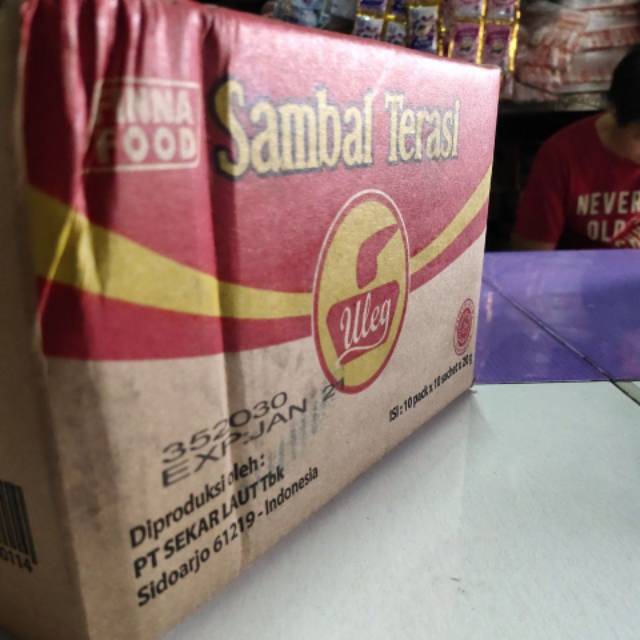 FINNA
FOOD
Sambal Terasi
Uleg
ISI : 10 pack x 10 sachet x 20 g
352030
EXP.JAN 21
Diproduksi oleh :
PT SEKAR LAUT Tbk
Sidoarjo 61219 - Indonesia
0114
NEVER
OLD